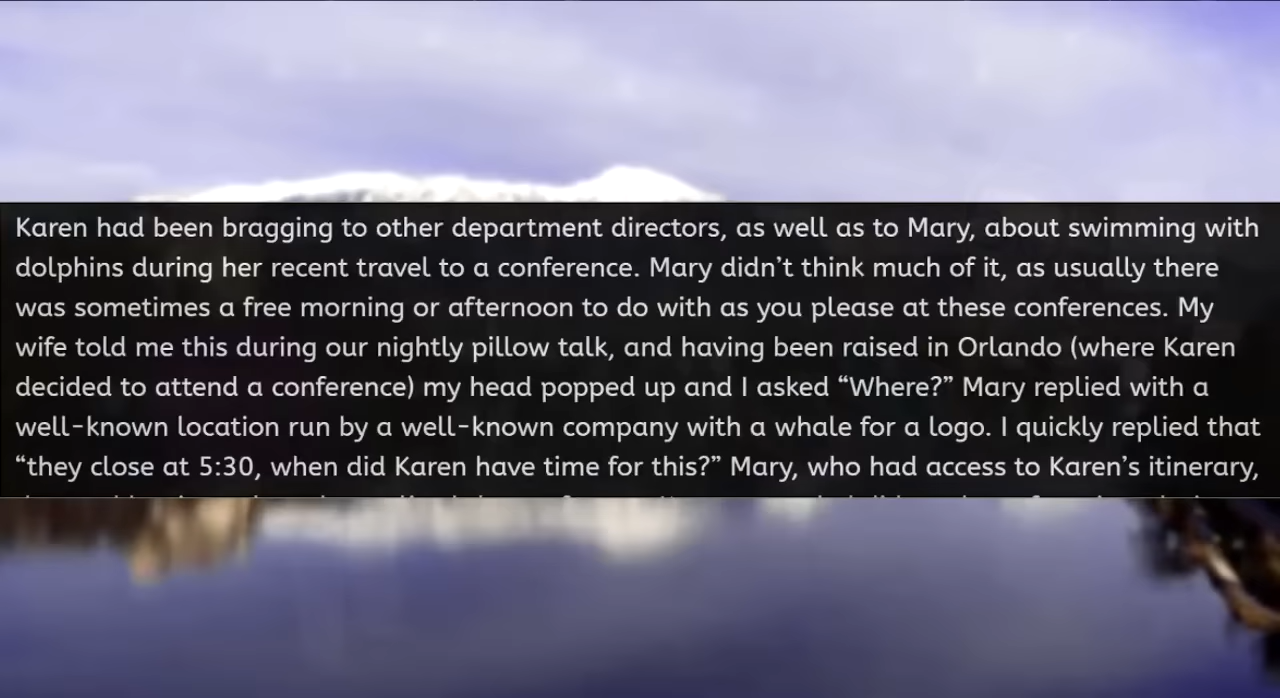 Karen had been bragging to other department directors, as well as to Mary, about swimming with
dolphins during her recent travel to a conference. Mary didn’t think much of it, as usually there
was sometimes a free morning or afternoon to do with as you please at these conferences. My
wife told me this during our nightly pillow talk, and having been raised in Orlando (where Karen
decided to attend a conference) my head popped up and I asked “Where?” Mary replied with a
well-known location run by a well-known company with a whale for a logo. I quickly replied that
“they close at 5:30, when did Karen have time for this?” Mary, who had access to Karen’s itinerary,